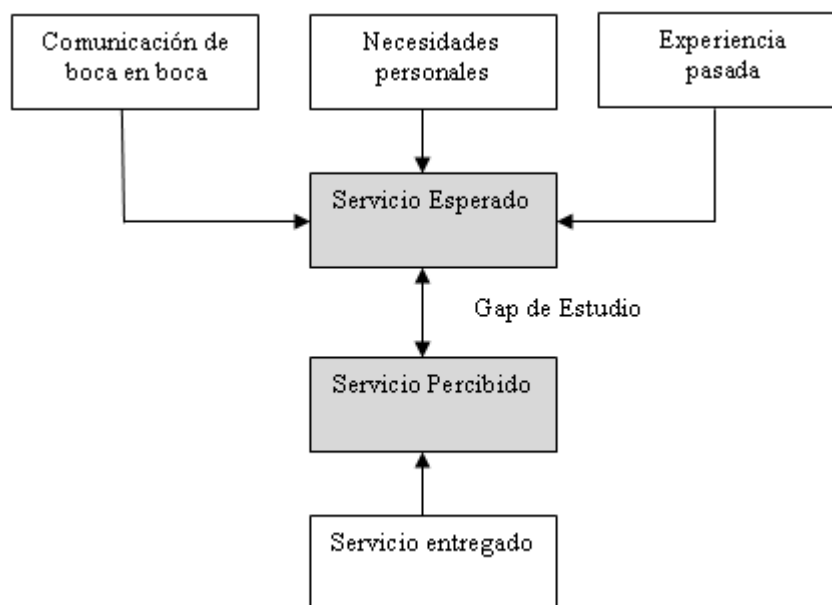 Comunicación de
boca en boca
Necesidades
personales
Experiencia
pasada
Servicio Esperado
Gap de Estudio
Servicio Percibido
Servicio entregado